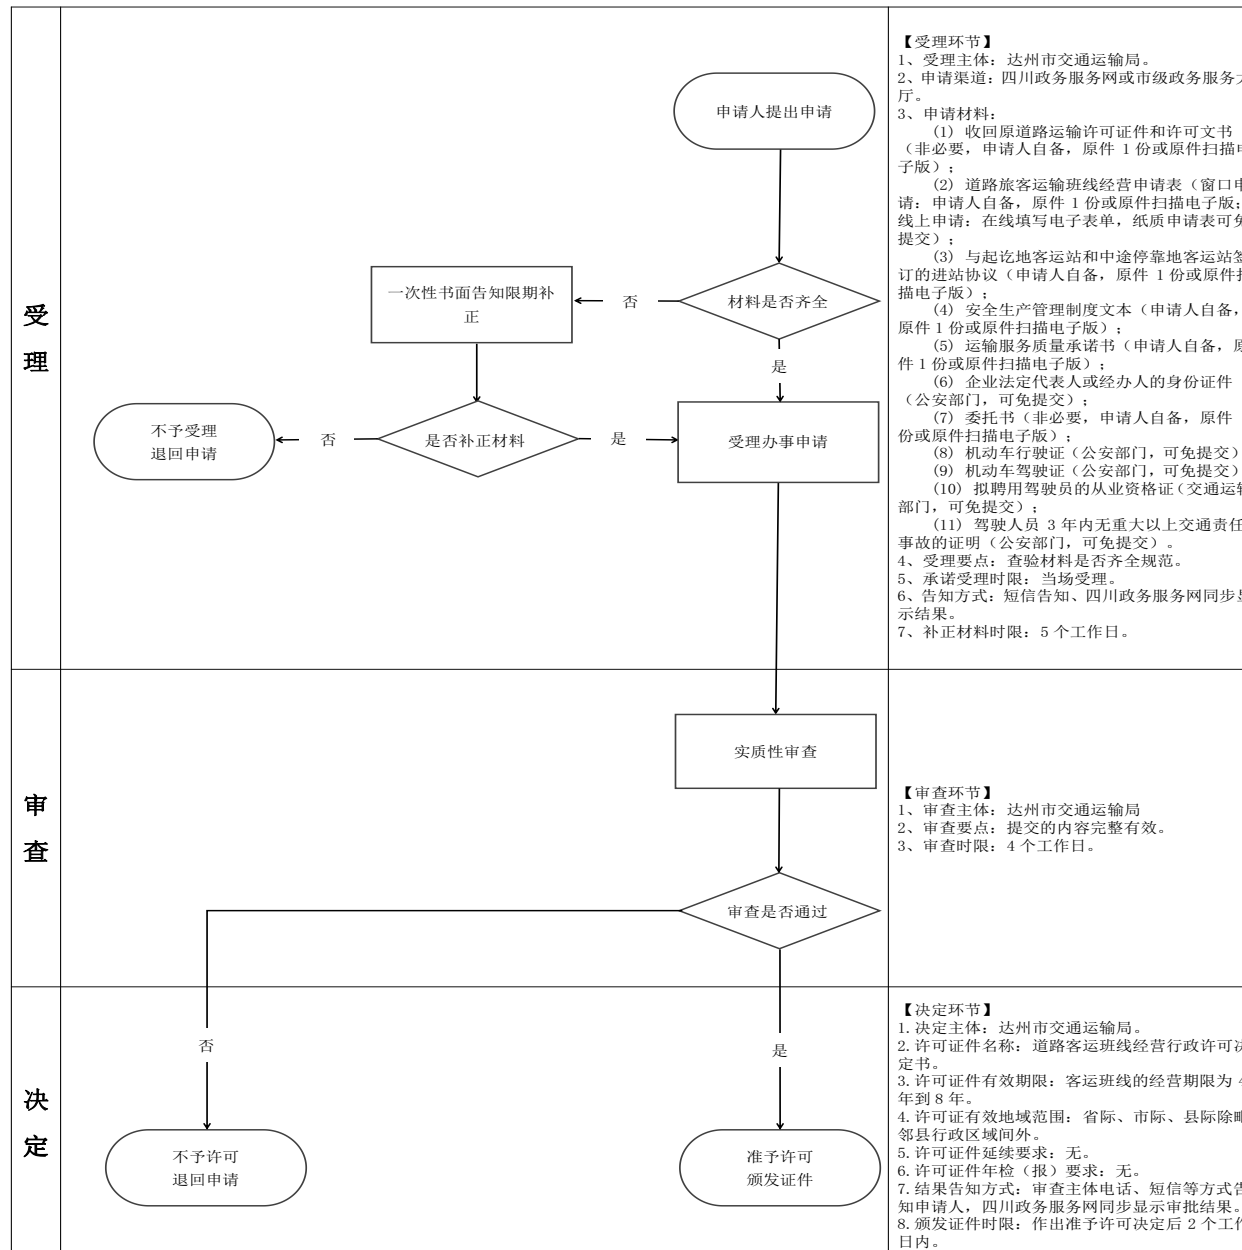 受
理
申请人提出申请
材料是否齐全
否
一次性书面告知限期补
正
是
是否补正材料
否
不予受理
退回申请
是
受理办事申请
【受理环节】
1、受理主体：达州市交通运输局。
2、申请渠道：四川政务服务网或市级政务服务大
厅。
3、申请材料：
(1) 收回原道路运输许可证件和许可文书
（非必要，申请人自备，原件 1 份或原件扫描电
子版）；
(2) 道路旅客运输班线经营申请表（窗口申
请：申请人自备，原件 1 份或原件扫描电子版；
线上申请：在线填写电子表单，纸质申请表可免
提交）；
(3) 与起讫地客运站和中途停靠地客运站签
订的进站协议（申请人自备，原件 1 份或原件扫
描电子版）；
(4) 安全生产管理制度文本（申请人自备，
原件 1 份或原件扫描电子版）；
(5) 运输服务质量承诺书（申请人自备，原
件 1 份或原件扫描电子版）；
(6) 企业法定代表人或经办人的身份证件
（公安部门，可免提交）；
(7) 委托书（非必要，申请人自备，原件
份或原件扫描电子版）；
(8) 机动车行驶证（公安部门，可免提交）
(9) 机动车驾驶证（公安部门，可免提交）
(10) 拟聘用驾驶员的从业资格证（交通运输
部门，可免提交）；
(11) 驾驶人员 3 年内无重大以上交通责任
事故的证明（公安部门，可免提交）。
4、受理要点：查验材料是否齐全规范。
5、承诺受理时限：当场受理。
6、告知方式：短信告知、四川政务服务网同步显
示结果。
7、补正材料时限：5 个工作日。
审
查
实质性审查
审查是否通过
【审查环节】
1、审查主体：达州市交通运输局
2、审查要点：提交的内容完整有效。
3、审查时限：4 个工作日。
决
定
否
不予许可
退回申请
是
准予许可
颁发证件
【决定环节】
1.决定主体：达州市交通运输局。
2.许可证件名称：道路客运班线经营行政许可决
定书。
3.许可证件有效期限：客运班线的经营期限为 4
年到 8 年。
4.许可证有效地域范围：省际、市际、县际除毗
邻县行政区域间外。
5.许可证件延续要求：无。
6.许可证件年检（报）要求：无。
7.结果告知方式：审查主体电话、短信等方式告
知申请人，四川政务服务网同步显示审批结果。
8.颁发证件时限：作出准予许可决定后 2 个工作
日内。